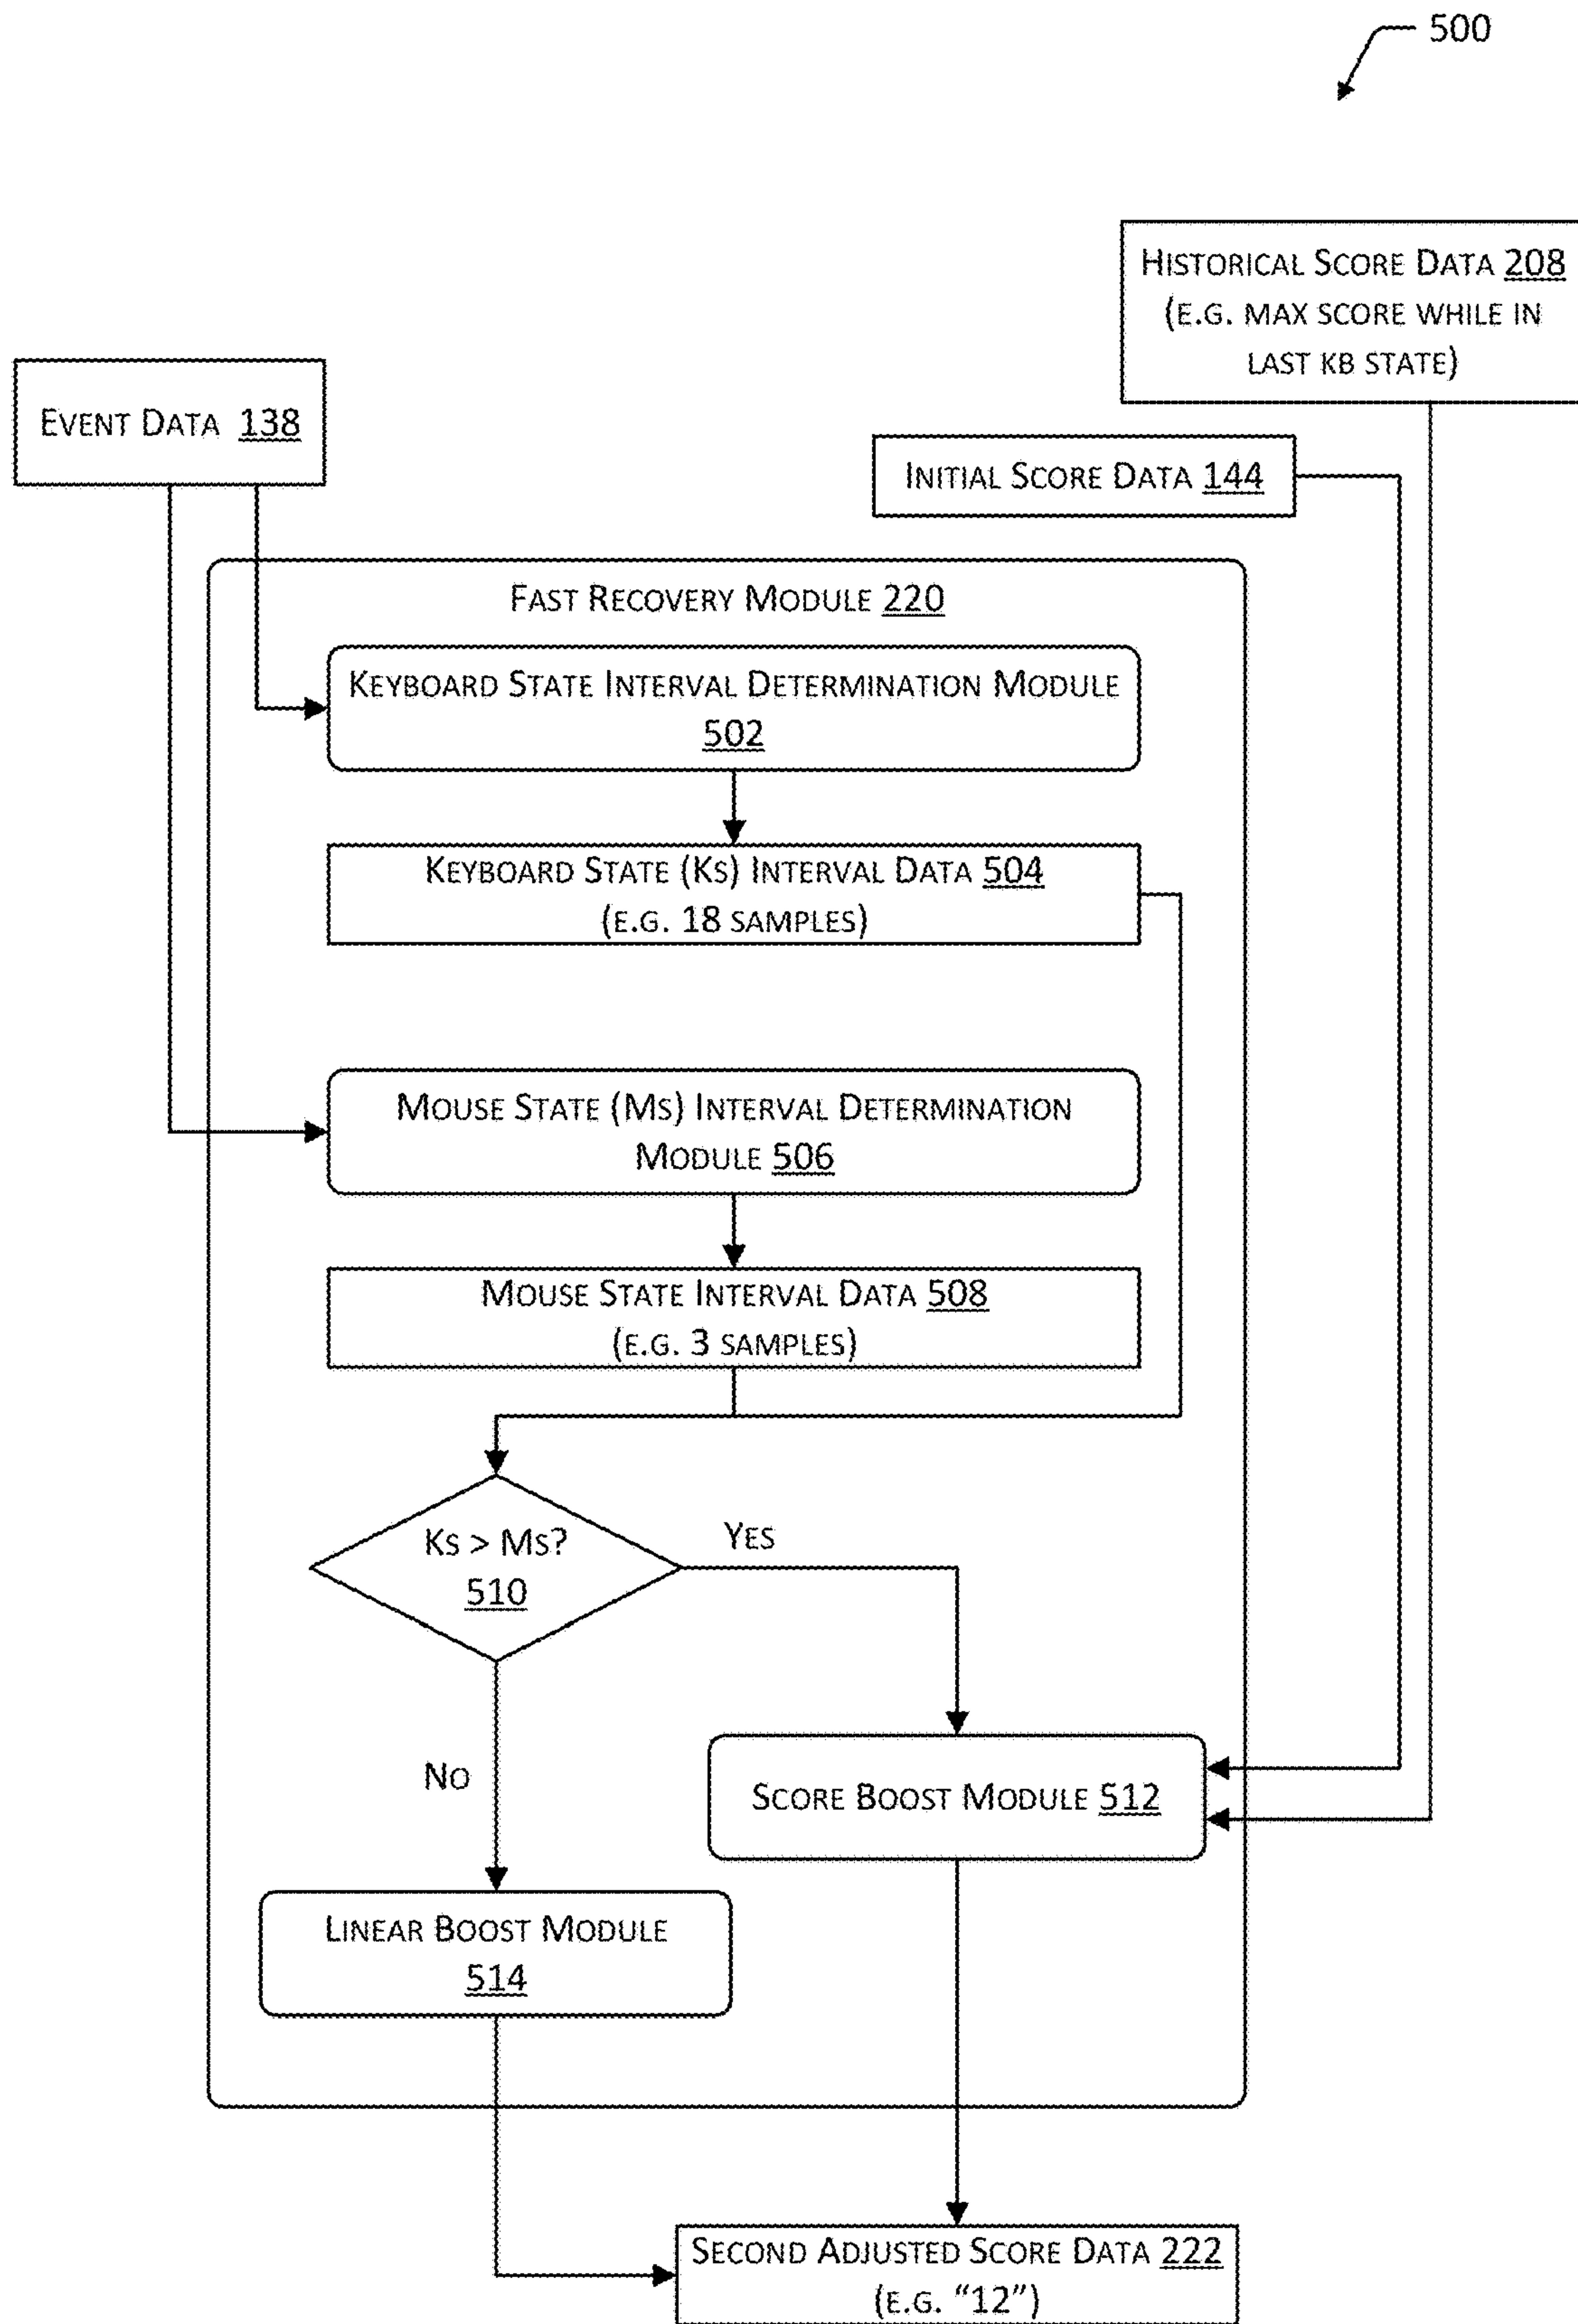 500
HISTORICAL SCORE DATA 208
(E.G. MAX SCORE WHILE IN
LAST KB STATE)
EVENT DATA 138
INITIAL SCORE DATA 144
FAST RECOVERY MODULE 220
KEYBOARD STATE INTERVAL DETERMINATION MODULE
502
KEYBOARD STATE (KS) INTERVAL DATA 504
(E.G. 18 SAMPLES)
MOUSE STATE (MS) INTERVAL DETERMINATION
MODULE 506
MOUSE STATE INTERVAL DATA 508
(E.G. 3 SAMPLES)
KS > MS?
510
YES
NO
SCORE BOOST MODULE 512
LINEAR BOOST MODULE
514
SECOND ADJUSTED SCORE DATA 222
(E.G. “12”)